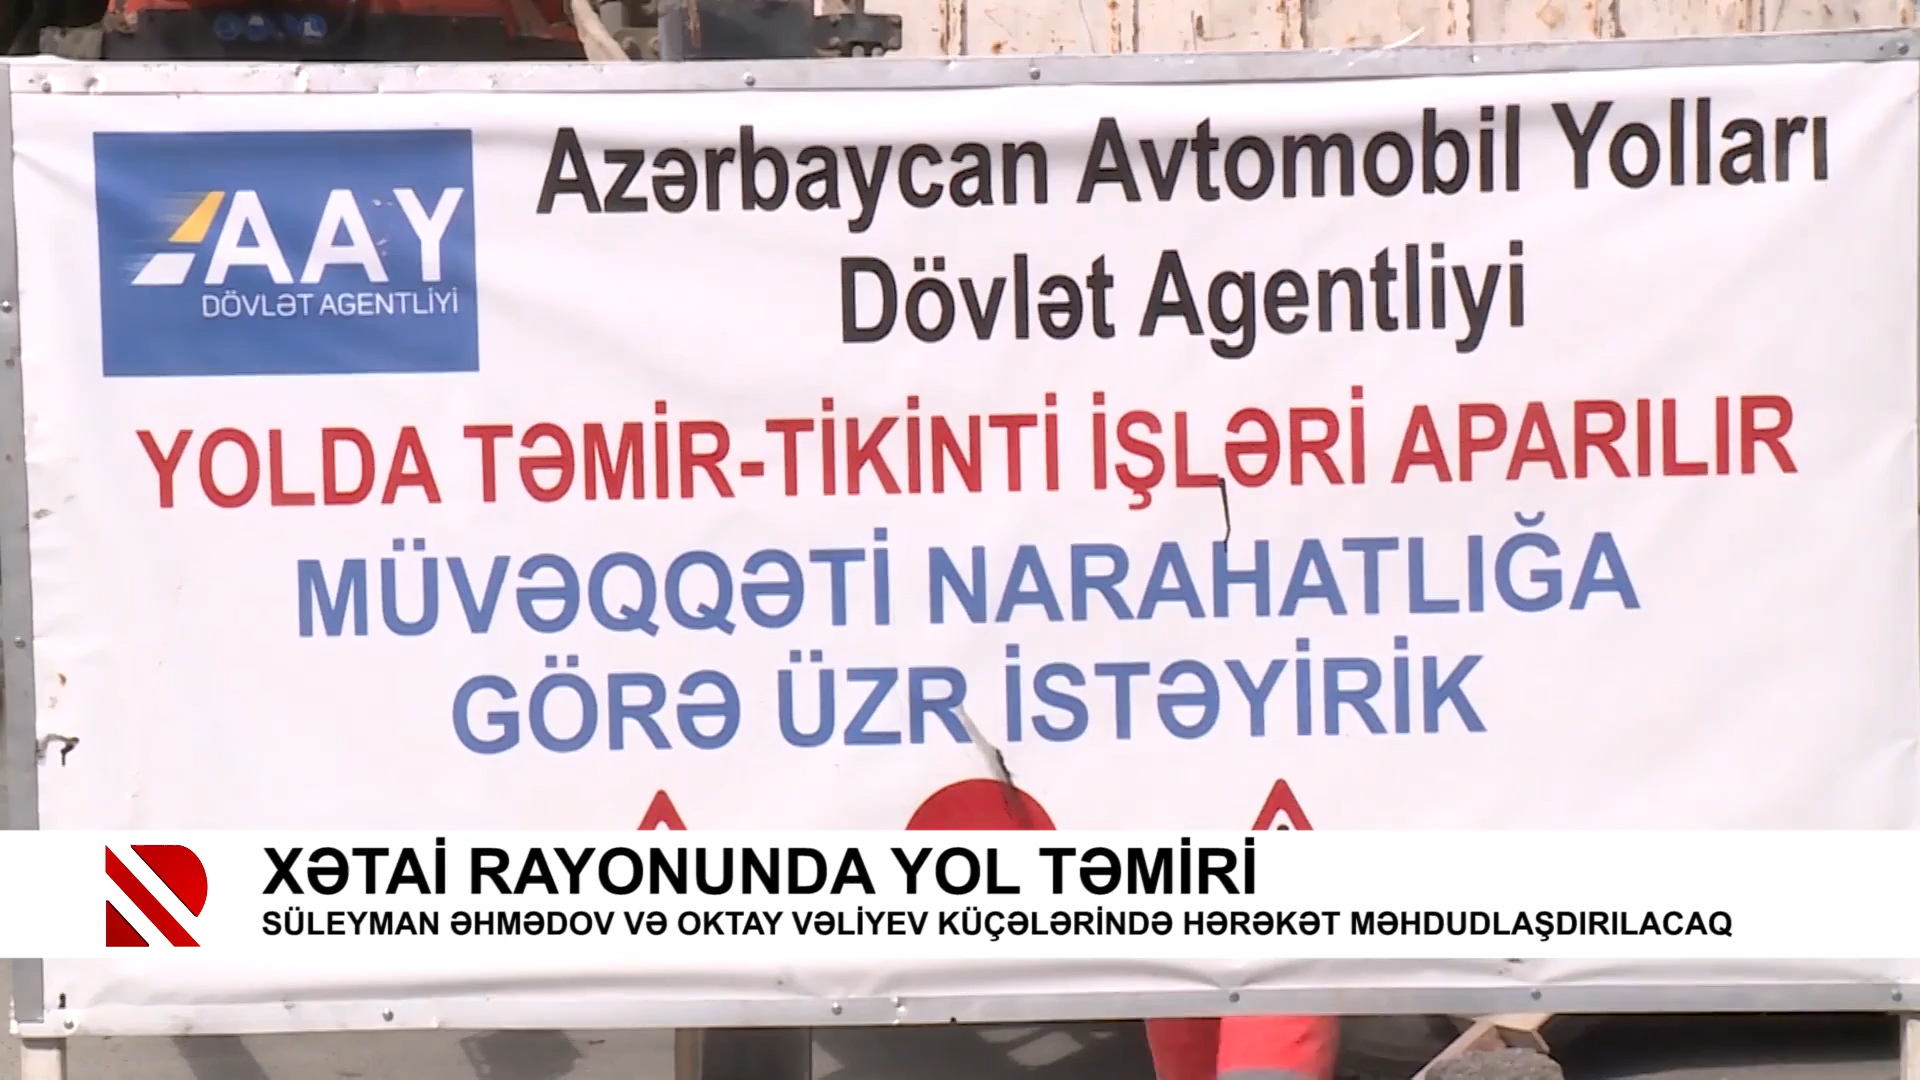 AAY
DÖVLƏT AGENTLİYİ
Azərbaycan Avtomobil Yolları
Dövlət Agentliyi
YOLDA TƏMİR-TİKİNTİ İŞLƏRİ APARILIR
MÜVƏQQƏTİ NARAHATLIĞA
GÖRƏ ÜZR İSTƏYİRİK
XƏTAİ RAYONUNDA YOL TƏMİRİ
SÜLEYMAN ƏHMƏDOV VƏ OKTAY VƏLİYEV KÜÇƏLƏRİNDƏ HƏRƏKƏT MƏHDUDLAŞDIRILACAQ